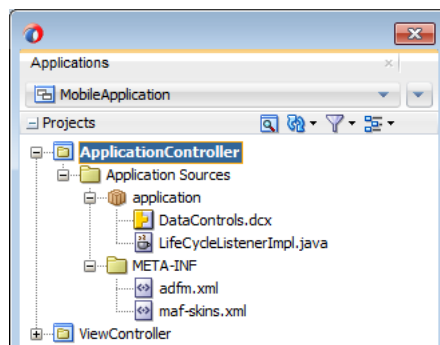 Applications
MobileApplication
Projects
ApplicationController
Application Sources
application
DataControls.dcx
LifeCycleListenerImpl.java
META-INF
adfm.xml
maf-skins.xml
ViewController